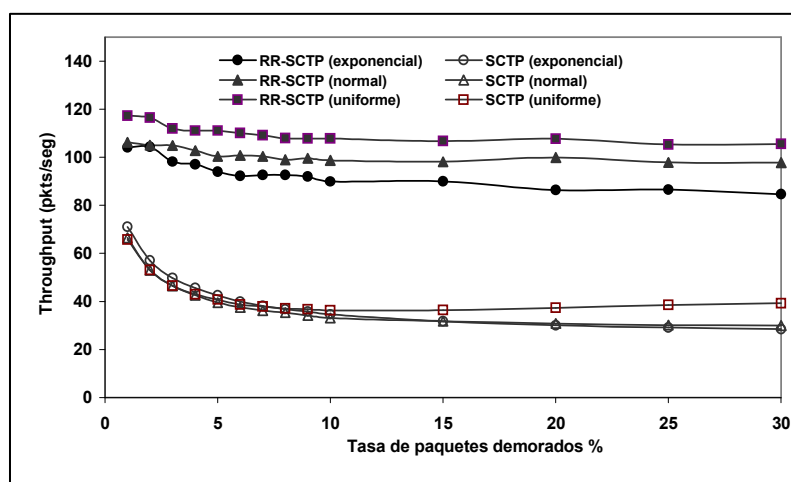 140
120
100
80
60
40
20
0
Throughput (pkts/seg)
RR-SCTP (exponencial) SCTP (exponencial)
RR-SCTP (normal) SCTP (normal)
RR-SCTP (uniforme) SCTP (uniforme)
0 5 10 15 20 25 30
Tasa de paquetes demorados %